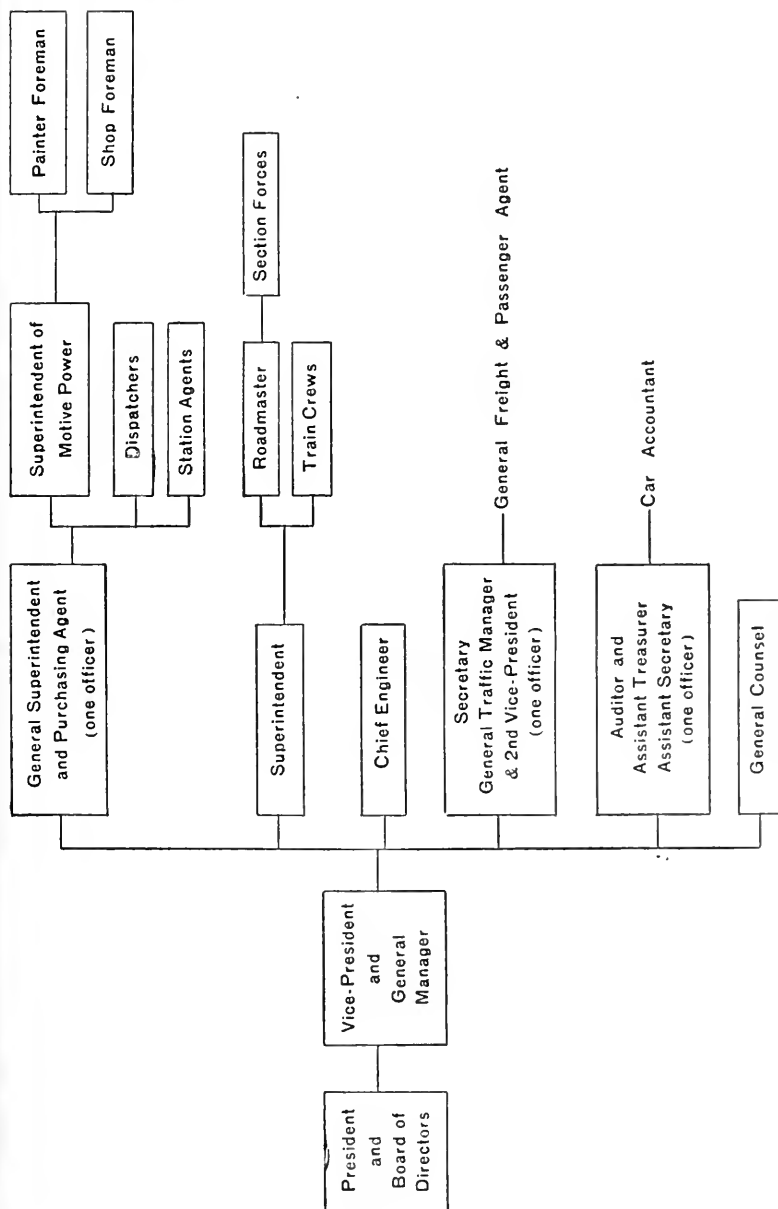 President
and
Board of
Directors
Vice-President
and
General
Manager
General Superintendent
and Purchasing Agent
(one officer)
Superintendent of
Motive Power
Painter Foreman
Shop Foreman
Dispatchers
Station Agents
Superintendent
Roadmaster
Section Forces
Train Crews
Chief Engineer
Secretary
General Traffic Manager
& 2nd Vice-President
(one officer)
General Freight & Passenger Agent
Auditor and
Assistant Treasurer
Assistant Secretary
(one officer)
Car Accountant
General Counsel